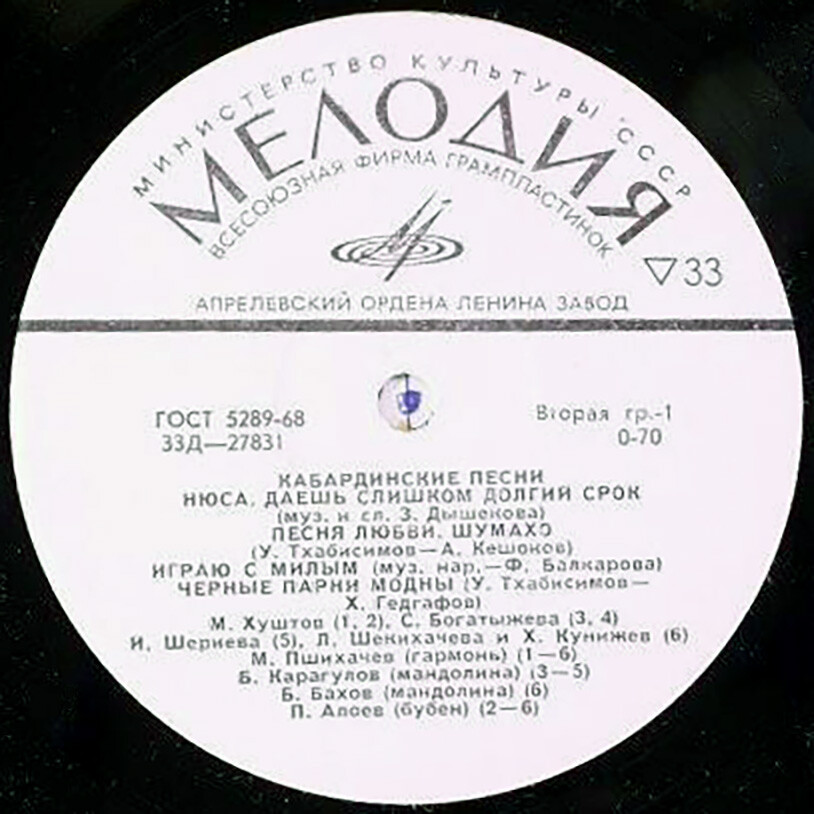 МИНИСТЕРСТВО КУЛЬТУРЫ СССР
МЕЛОДИЯ
ВСЕСОЮЗНАЯ ФИРМА ГРАМПЛАСТИНОК
▽33
АПРЕЛЕВСКИЙ ОРДЕНА ЛЕНИНА ЗАВОД
ГОСТ 5289-68
33Д—27831
Вторая гр.-1
0-70
КАБАРДИНСКИЕ ПЕСНИ
НЮСА, ДАЕШЬ СЛИШКОМ ДОЛГИЙ СРОК
(муз. и сл. З. Дышекова)
ПЕСНЯ ЛЮБВИ. ШУМАХО
(У. Тхабисимов—А. Кешоков)
ИГРАЮ С МИЛЫМ (муз. нар.—Ф. Балкарова)
ЧЕРНЫЕ ПАРНИ МОДНЫ (У. Тхабисимов—
Х. Гедгафов)
М. Хуштов (1, 2), С. Богатыжева (3, 4)
И. Шериева (5), Л. Шекихачева и Х. Кунижев (6)
М. Пшихачев (гармонь) (1—6)
Б. Карагулов (мандолина) (3—5)
Б. Бахов (мандолина) (6)
П. Апоев (бубен) (2—6)